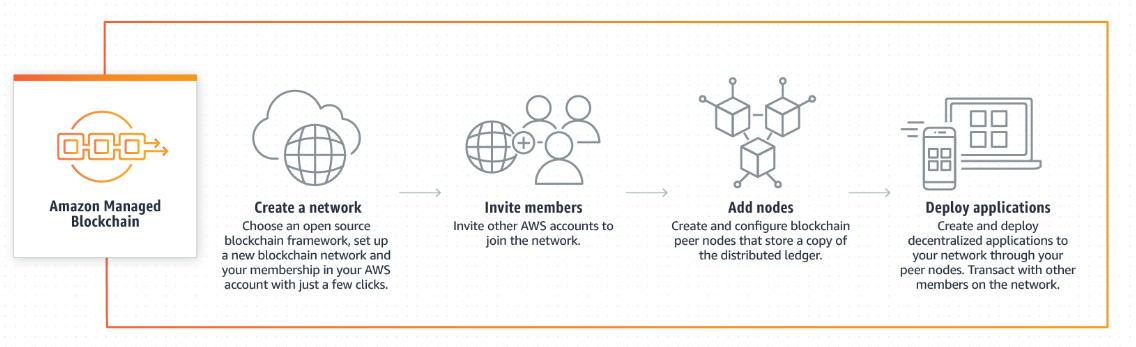 Amazon Managed
Blockchain
Create a network
Choose an open source
blockchain framework, set up
a new blockchain network and
your membership in your AWS
account with just a few clicks.
Invite members
Invite other AWS accounts to
join the network.
Add nodes
Create and configure blockchain
peer nodes that store a copy of
the distributed ledger.
Deploy applications
Create and deploy
decentralized applications to
your network through your
peer nodes. Transact with other
members on the network.